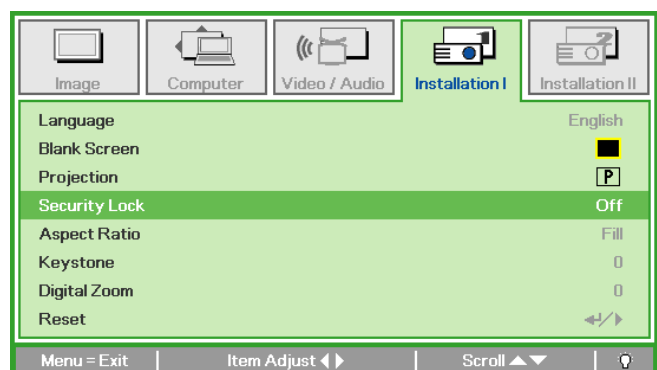 Image Computer Video / Audio Installation I Installation II
Language English
Blank Screen
Projection P
Security Lock Off
Aspect Ratio Fill
Keystone 0
Digital Zoom 0
Reset
Menu = Exit Item Adjust Scroll